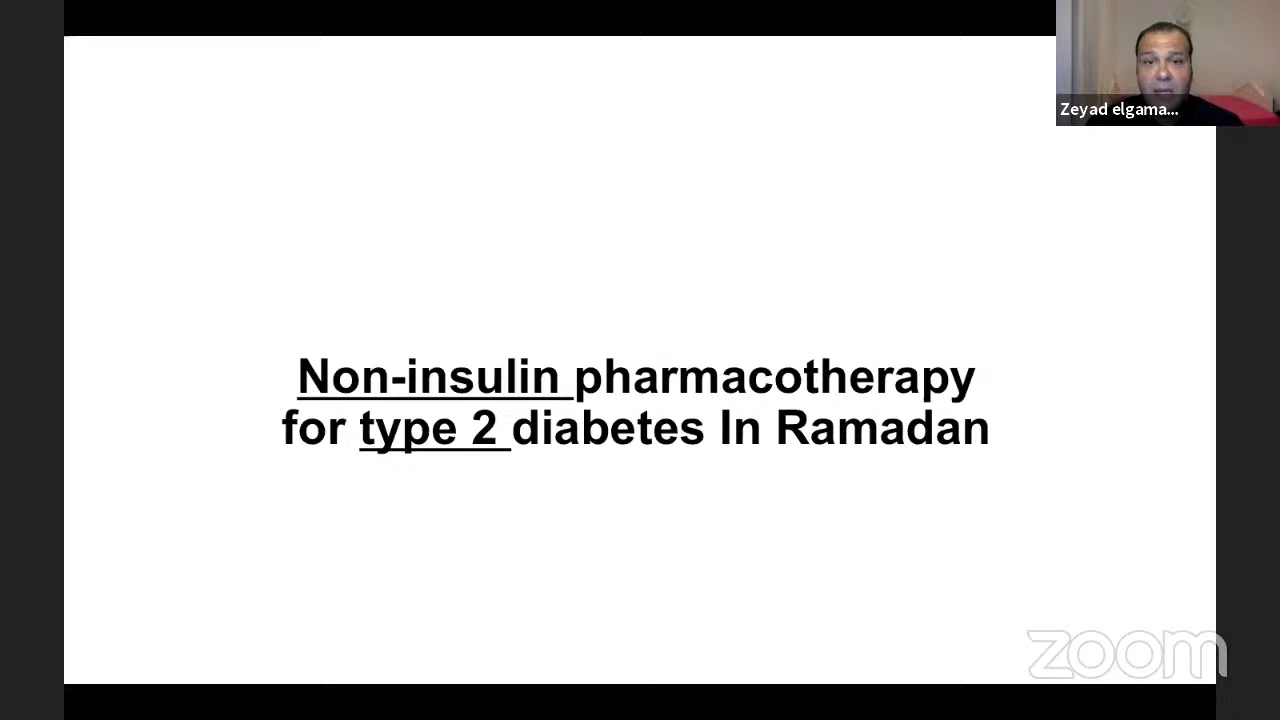 Zeyad elgama...
Non-insulin pharmacotherapy
for type 2 diabetes In Ramadan
zoom